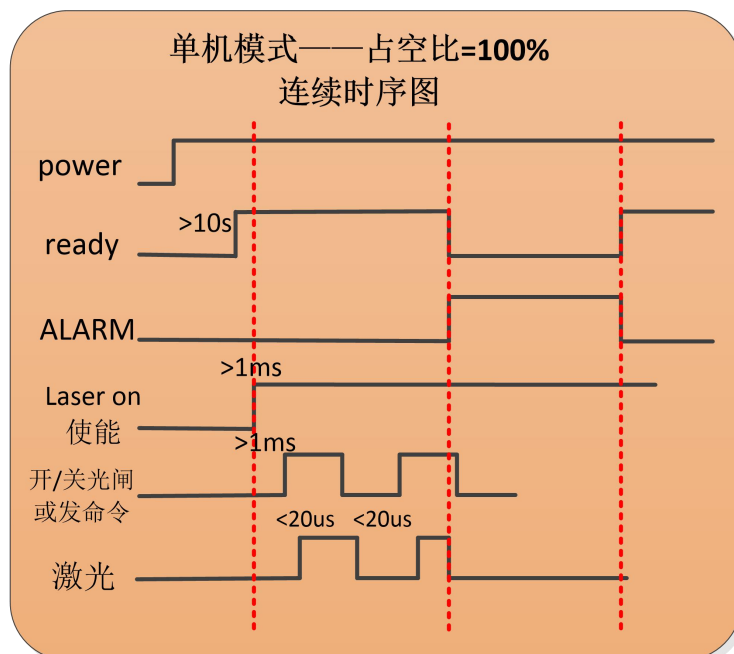 单机模式——占空比=100%
连续时序图
power
>10s
ready
ALARM
>1ms
Laser on
使能
>1ms
开/关光闸
或发命令
<20us <20us
激光